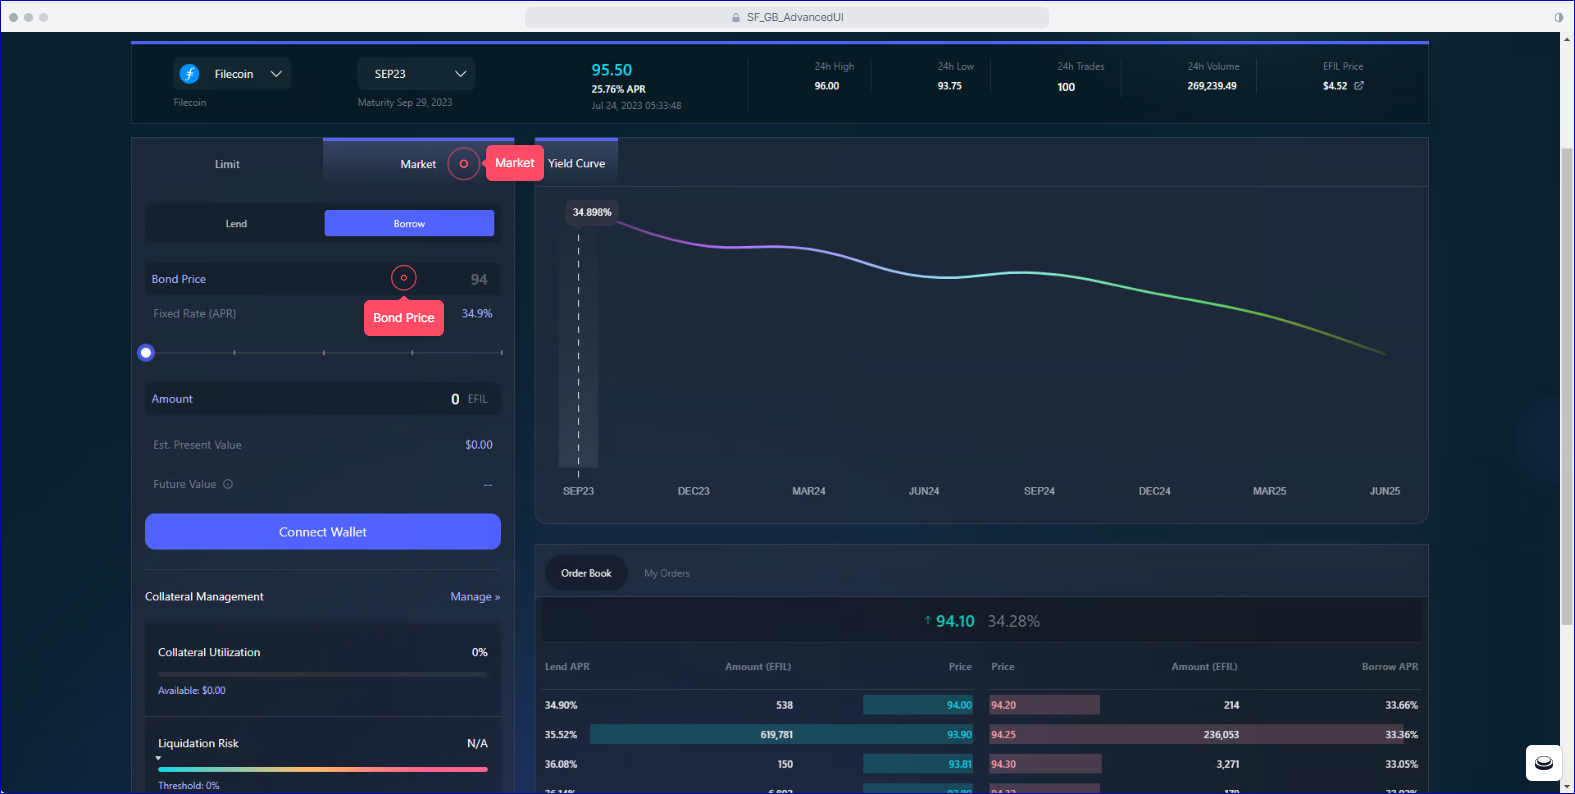 SF_GB_AdvancedUI
Filecoin
SEP23
95.50
25.76% APR
Jul 24, 2023 05:33:48
Filecoin
Maturity Sep 29, 2023
24h High
96.00
24h Low
93.75
24h Trades
100
24h Volume
269,239.49
EFIL Price
$4.52
Limit
Market
Market
Lend
Borrow
Bond Price
94
Bond Price
Fixed Rate (APR)
34.9%
Amount
0 EFIL
Est. Present Value
$0.00
Future Value
--
Connect Wallet
Collateral Management
Manage »
Collateral Utilization
0%
Available: $0.00
Liquidation Risk
N/A
Threshold: 0%
Yield Curve
34.898%
SEP23 DEC23 MAR24 JUN24 SEP24 DEC24 MAR25 JUN25
Order Book
My Orders
↑ 94.10 34.28%
Lend APR Amount (EFIL) Price Price Amount (EFIL) Borrow APR
34.90% 538 94.00 94.20 214 33.66%
35.52% 619,781 93.90 94.25 236,053 33.36%
36.08% 150 93.81 94.30 3,271 33.05%